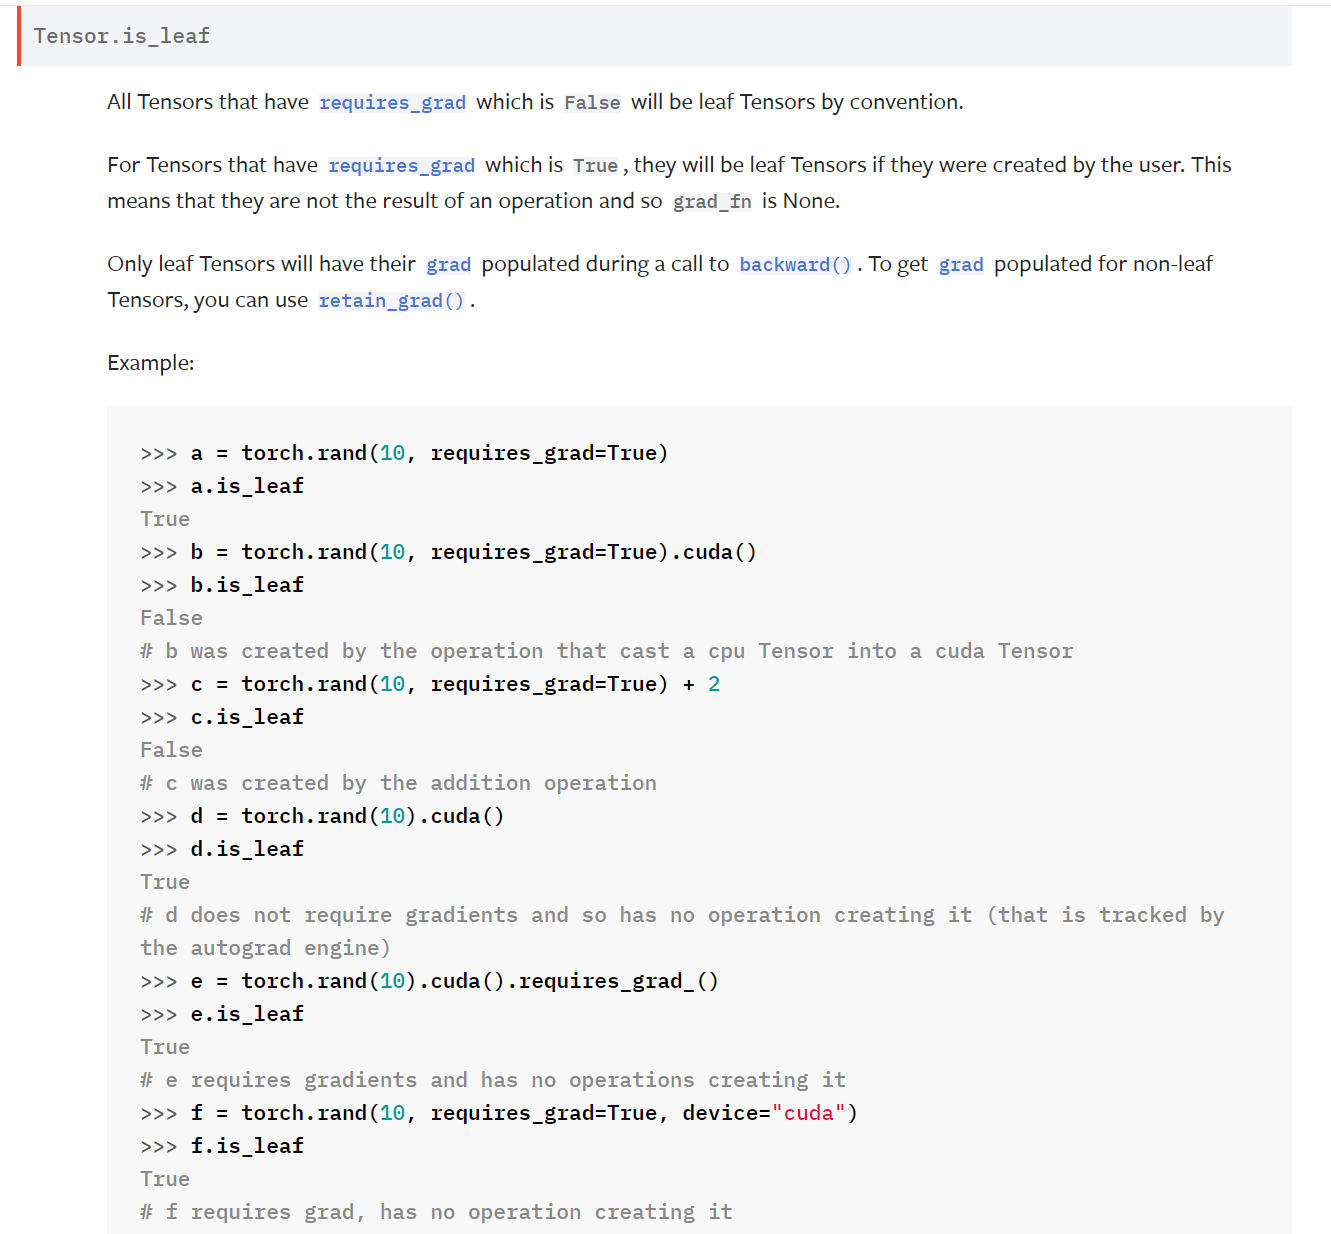 Tensor.is_leaf
All Tensors that have requires_grad which is False will be leaf Tensors by convention.
For Tensors that have requires_grad which is True, they will be leaf Tensors if they were created by the user. This
means that they are not the result of an operation and so grad_fn is None.
Only leaf Tensors will have their grad populated during a call to backward(). To get grad populated for non-leaf
Tensors, you can use retain_grad().
Example:
>>> a = torch.rand(10, requires_grad=True)
>>> a.is_leaf
True
>>> b = torch.rand(10, requires_grad=True).cuda()
>>> b.is_leaf
False
# b was created by the operation that cast a cpu Tensor into a cuda Tensor
>>> c = torch.rand(10, requires_grad=True) + 2
>>> c.is_leaf
False
# c was created by the addition operation
>>> d = torch.rand(10).cuda()
>>> d.is_leaf
True
# d does not require gradients and so has no operation creating it (that is tracked by
the autograd engine)
>>> e = torch.rand(10).cuda().requires_grad_()
>>> e.is_leaf
True
# e requires gradients and has no operations creating it
>>> f = torch.rand(10, requires_grad=True, device="cuda")
>>> f.is_leaf
True
# f requires grad, has no operation creating it